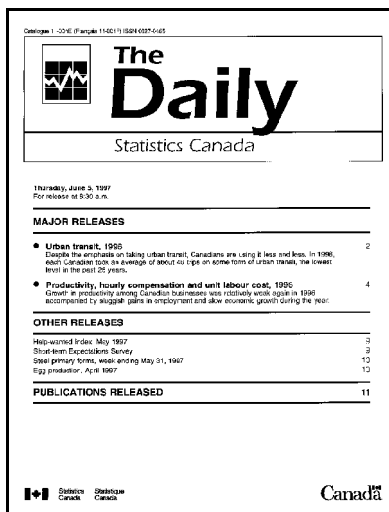 Catalogue 11-001E (Français 11-001F) ISSN 0827-0465
The
Daily
Statistics Canada
Thursday, June 5, 1997
For release at 8:30 a.m.
MAJOR RELEASES
● Urban transit, 1996 2
Despite the emphasis on taking urban transit, Canadians are using it less and less. In 1996,
each Canadian took an average of about 48 trips on some form of urban transit, the lowest
level in the past 25 years.
● Productivity, hourly compensation and unit labour cost, 1996 4
Growth in productivity among Canadian businesses was relatively weak again in 1996
accompanied by sluggish gains in employment and slow economic growth during the year.
OTHER RELEASES
Help-wanted Index, May 1997 9
Short-term Expectations Survey 9
Steel primary forms, week ending May 31, 1997 10
Egg production, April 1997 10
PUBLICATIONS RELEASED 11
Statistics Statistique
Canada Canada
Canada